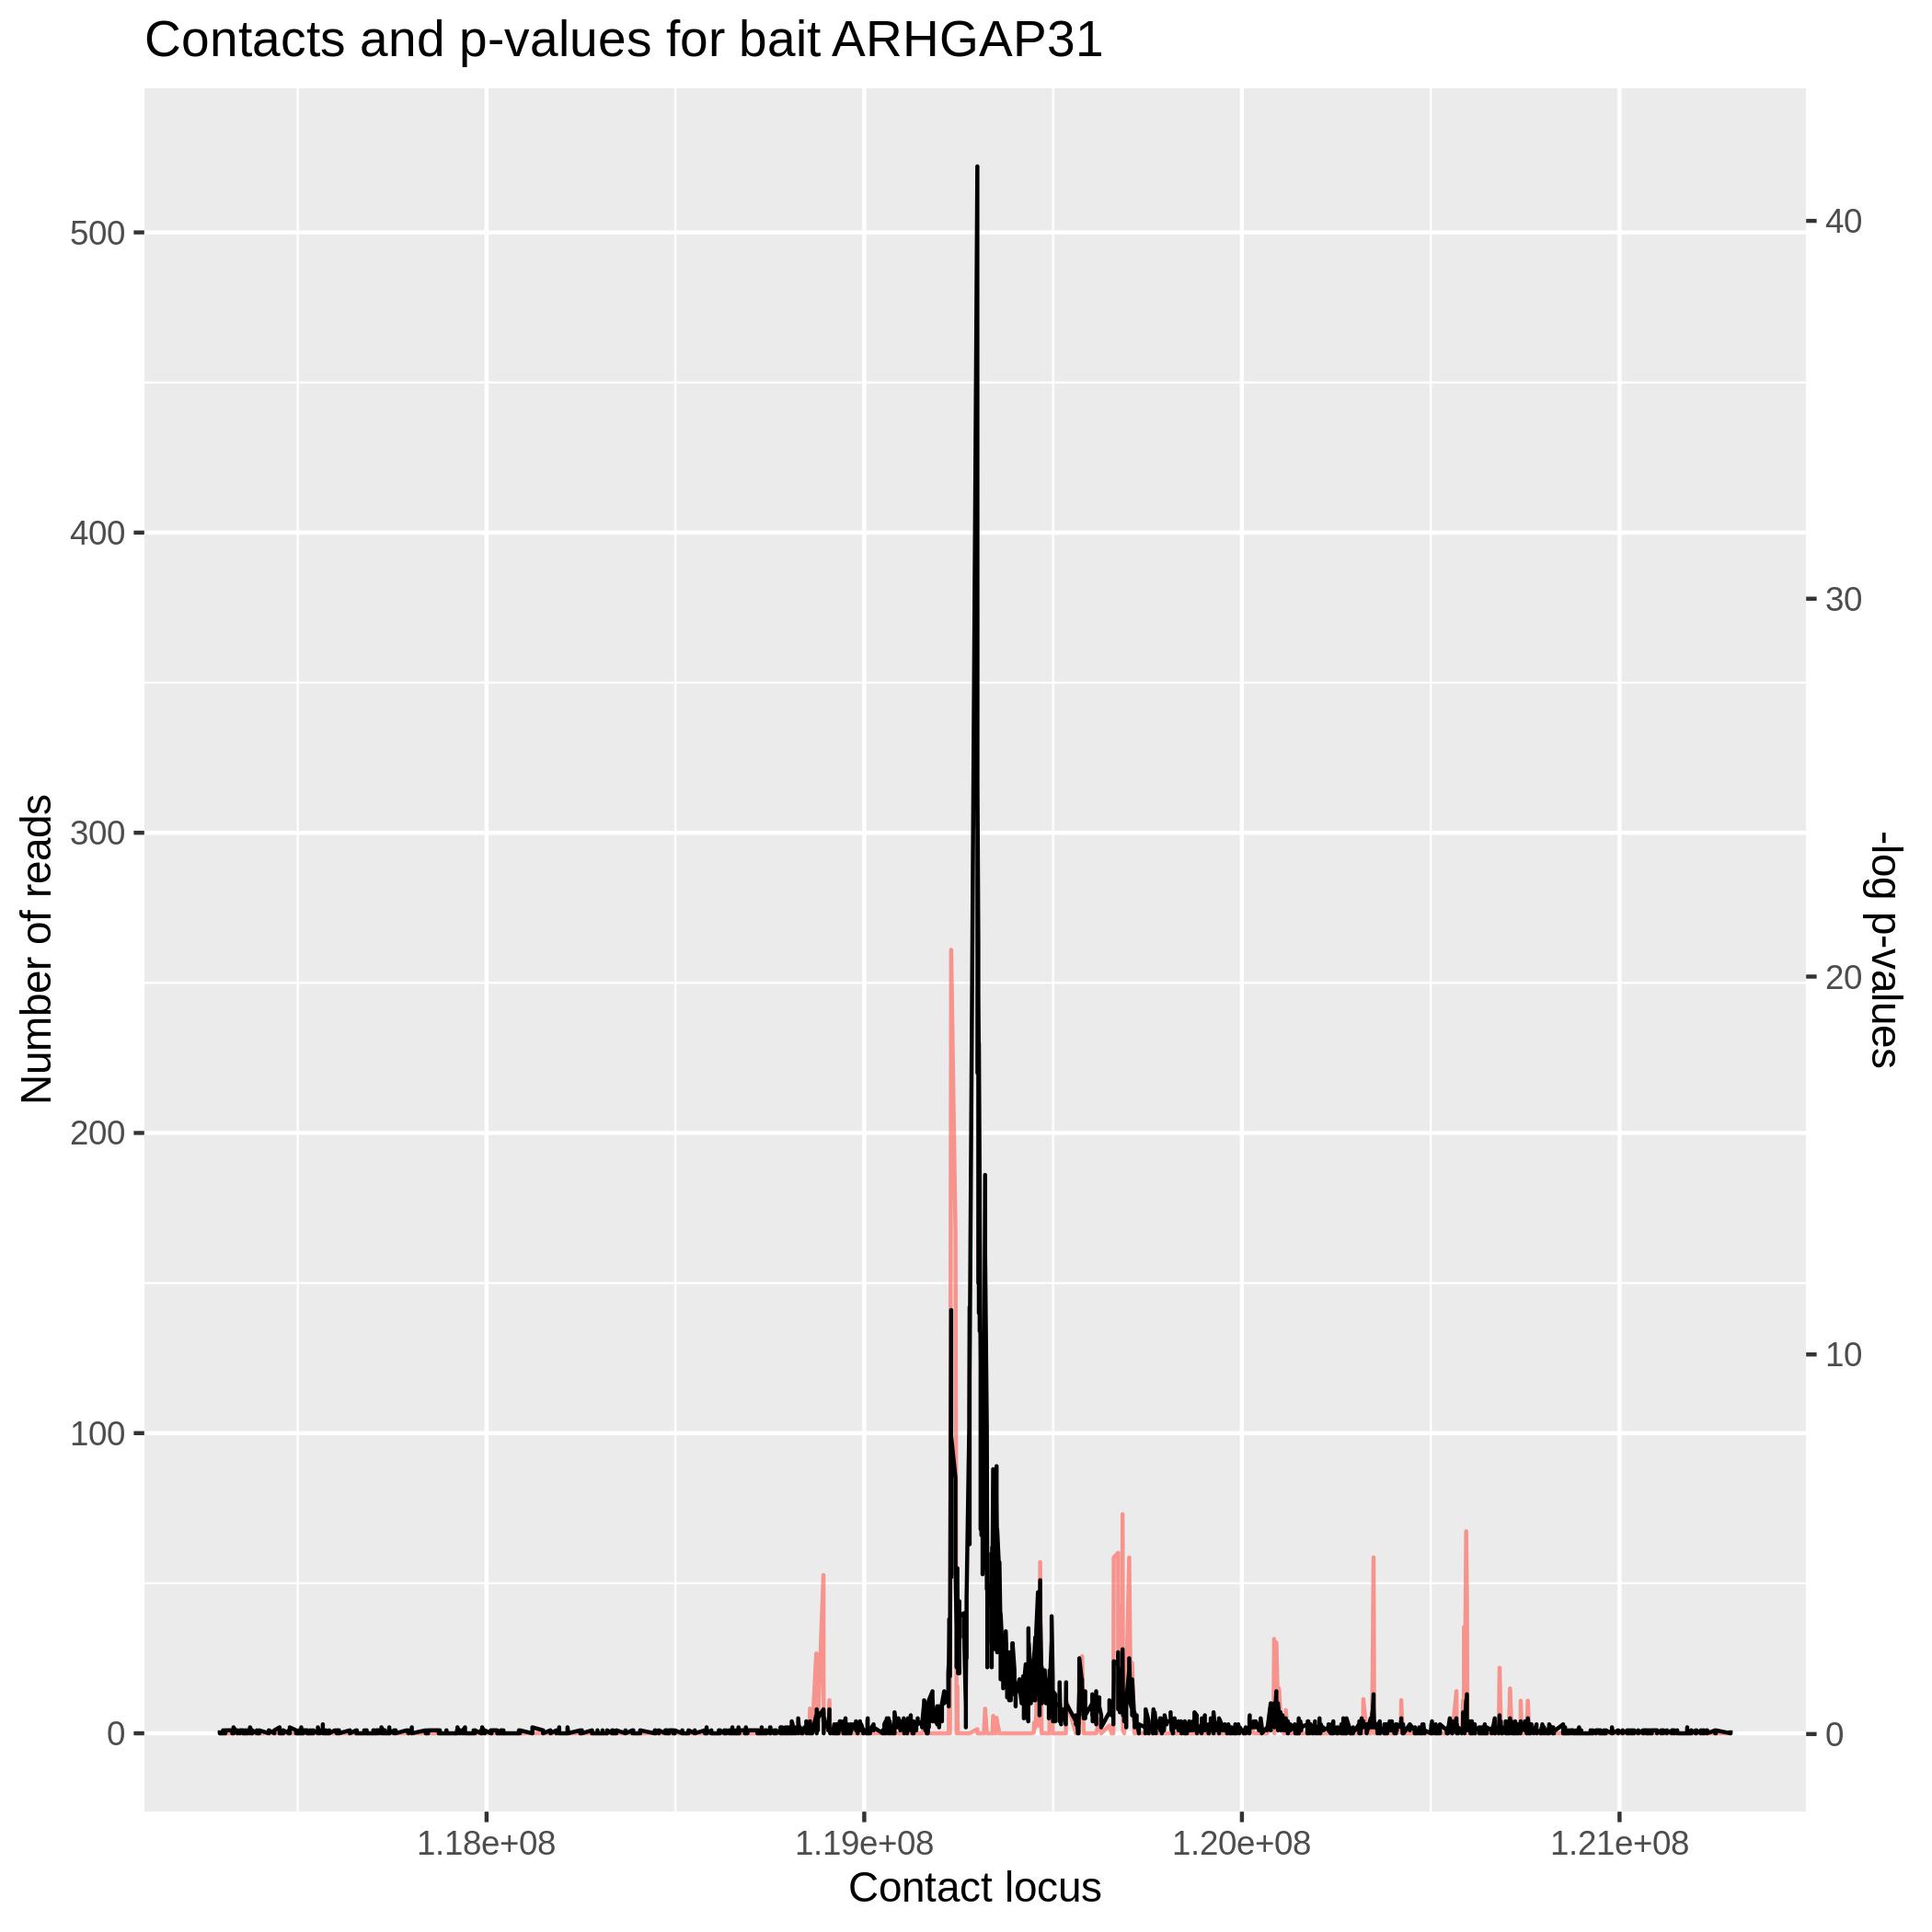 Contacts and p-values for bait ARHGAP31
500
400
300
200
100
0
Number of reads
40
30
20
10
0
-log p-values
1.18e+08
1.19e+08
1.20e+08
1.21e+08
Contact locus